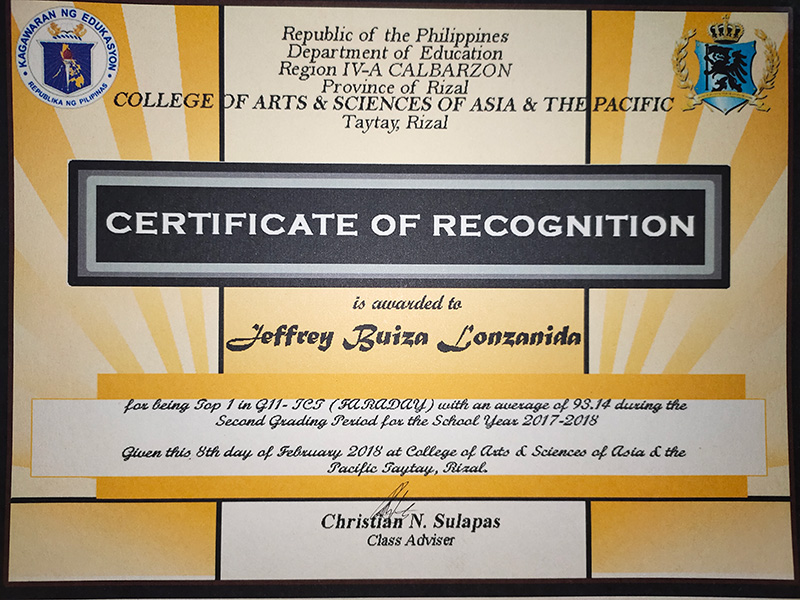 KAGAWARAN NG EDUKASYON
REPUBLIKA NG PILIPINAS
Republic of the Philippines
Department of Education
Region IV-A CALBARZON
Province of Rizal
COLLEGE OF ARTS & SCIENCES OF ASIA & THE PACIFIC
Taytay, Rizal
CERTIFICATE OF RECOGNITION
is awarded to
Jeffrey Buiza Lonzanida
for being Top 1 in G11- ICT (FARADAY) with an average of 93.14 during the
Second Grading Period for the School Year 2017-2018
Given this 8th day of February 2018 at College of Arts & Sciences of Asia & the
Pacific Taytay, Rizal.
Christian N. Sulapas
Class Adviser